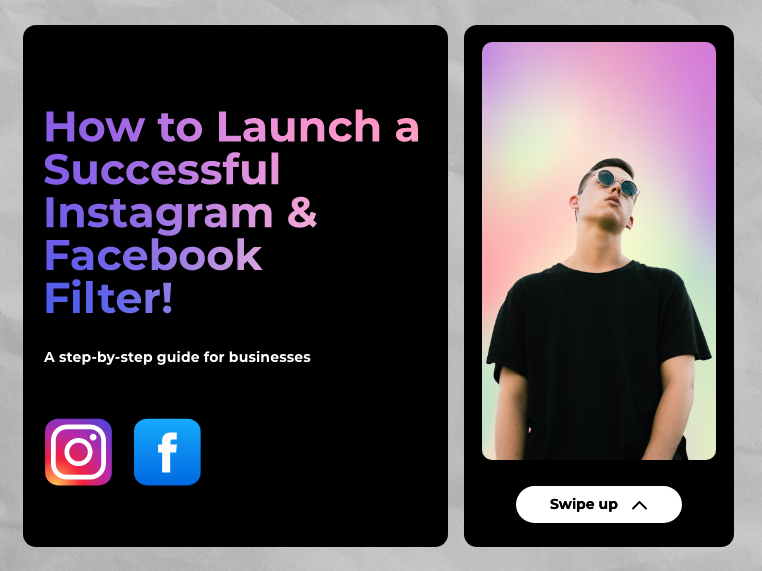 How to Launch a
Successful
Instagram &
Facebook
Filter!
A step-by-step guide for businesses
Swipe up